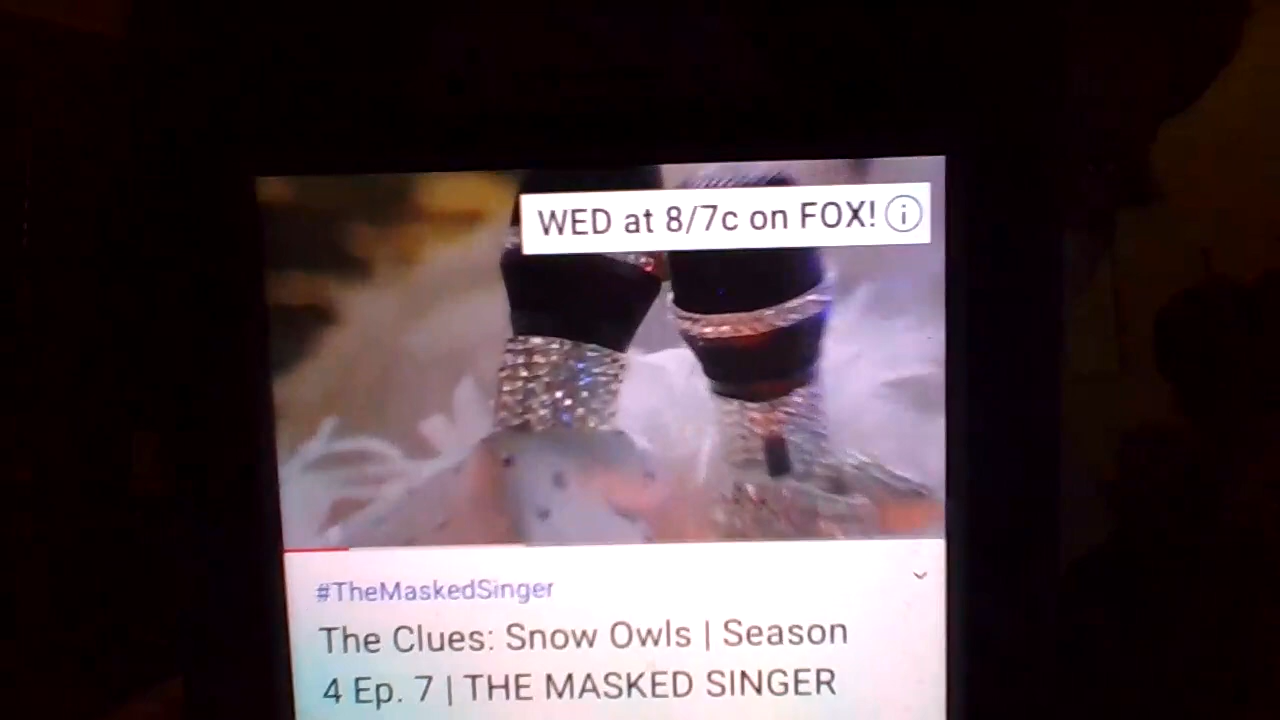 WED at 8/7c on FOX!
#TheMaskedSinger
The Clues: Snow Owls | Season
4 Ep. 7 | THE MASKED SINGER